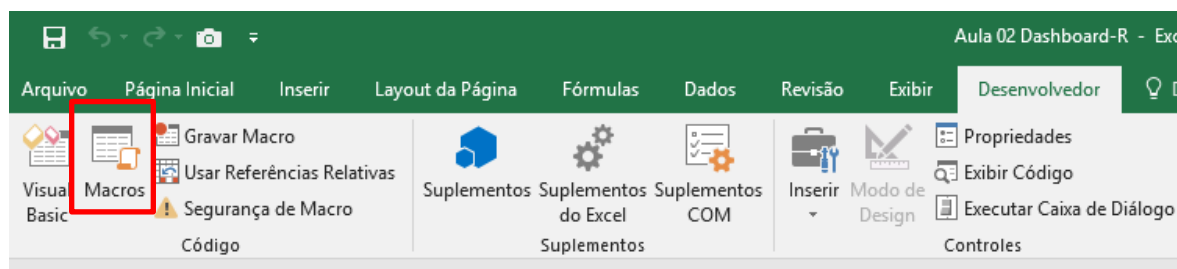 Aula 02 Dashboard-R - Exc
Arquivo Página Inicial Inserir Layout da Página Fórmulas Dados Revisão Exibir Desenvolvedor
Visual Basic
Macros
Gravar Macro
Usar Referências Relativas
Segurança de Macro
Código
Suplementos
Suplementos do Excel
Suplementos COM
Suplementos
Inserir
Modo de Design
Propriedades
Exibir Código
Executar Caixa de Diálogo
Controles